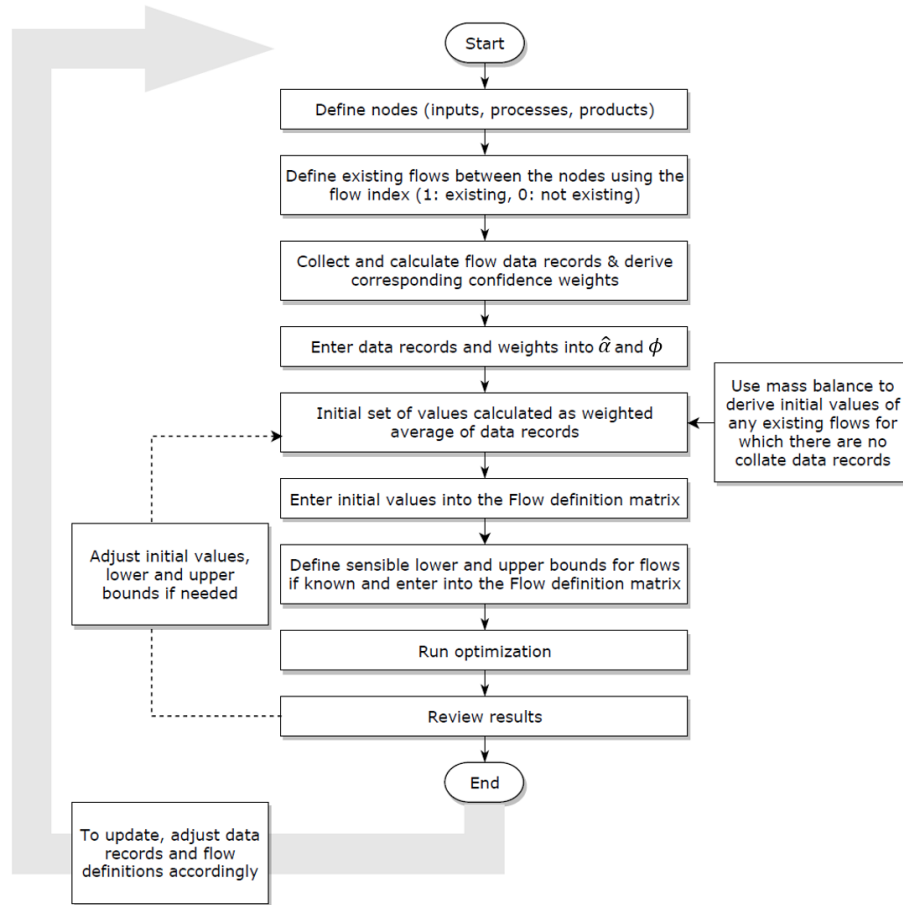 Start
Define nodes (inputs, processes, products)
Define existing flows between the nodes using the
flow index (1: existing, 0: not existing)
Collect and calculate flow data records & derive
corresponding confidence weights
Enter data records and weights into α̂ and ϕ
Initial set of values calculated as weighted
average of data records
Use mass balance to
derive initial values of
any existing flows for
which there are no
collate data records
Enter initial values into the Flow definition matrix
Define sensible lower and upper bounds for flows
if known and enter into the Flow definition matrix
Adjust initial values,
lower and upper
bounds if needed
Run optimization
Review results
End
To update, adjust data
records and flow
definitions accordingly